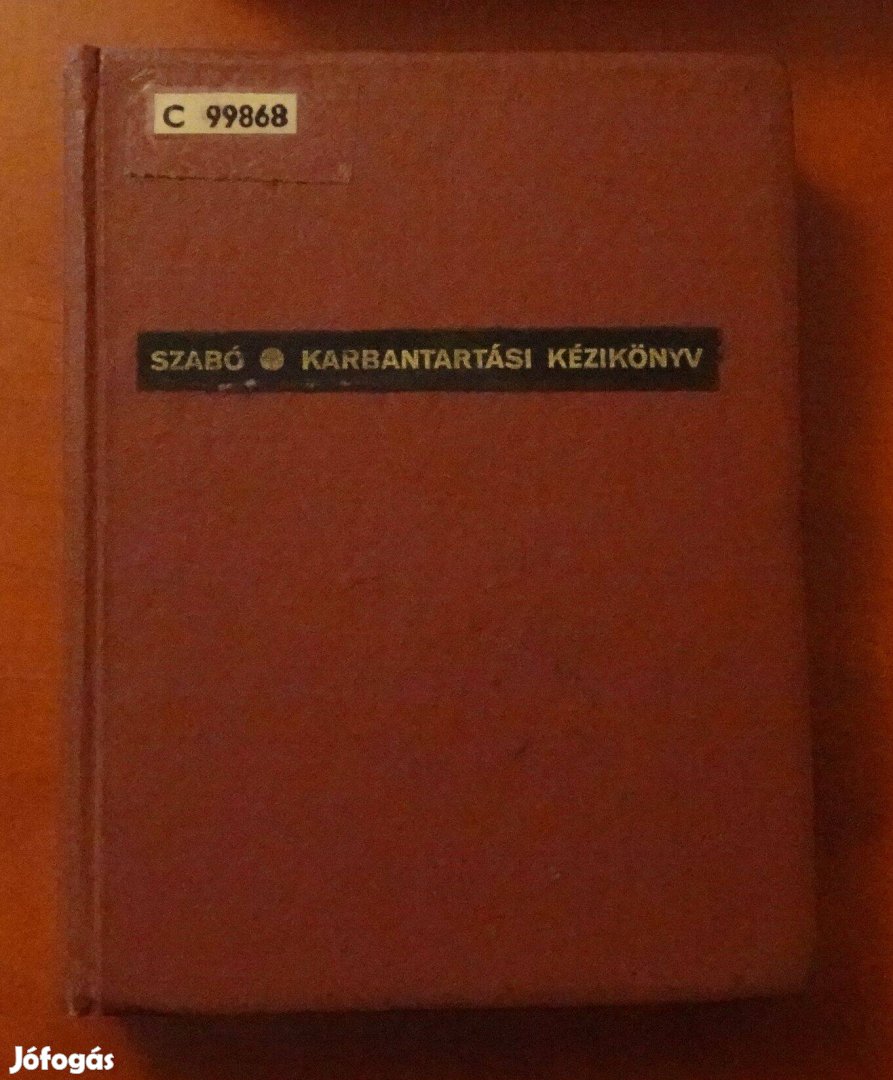 C 99868
SZABÓ KARBANTARTÁSI KÉZIKÖNYV
Jófogás